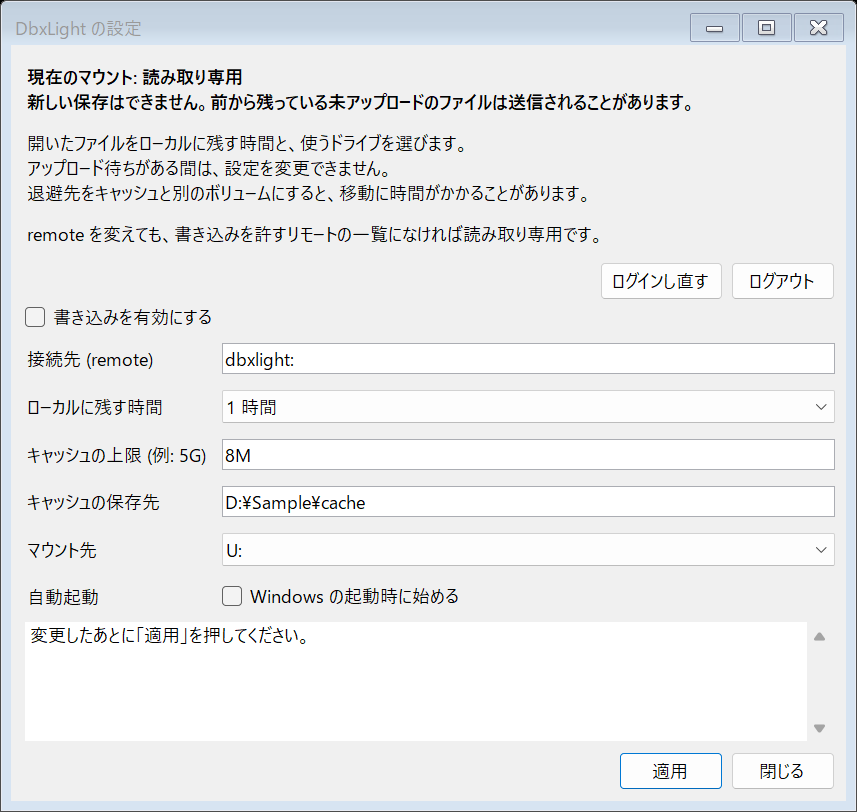 DbxLight の設定
現在のマウント: 読み取り専用
新しい保存はできません。前から残っている未アップロードのファイルは送信されることがあります。
開いたファイルをローカルに残す時間と、使うドライブを選びます。
アップロード待ちがある間は、設定を変更できません。
退避先をキャッシュと別のボリュームにすると、移動に時間がかかることがあります。
remote を変えても、書き込みを許すリモートの一覧になければ読み取り専用です。
ログインし直す
ログアウト
書き込みを有効にする
接続先 (remote)
dbxlight:
ローカルに残す時間
1 時間
キャッシュの上限 (例: 5G)
8M
キャッシュの保存先
D:¥Sample¥cache
マウント先
U:
自動起動
Windows の起動時に始める
変更したあとに「適用」を押してください。
適用
閉じる